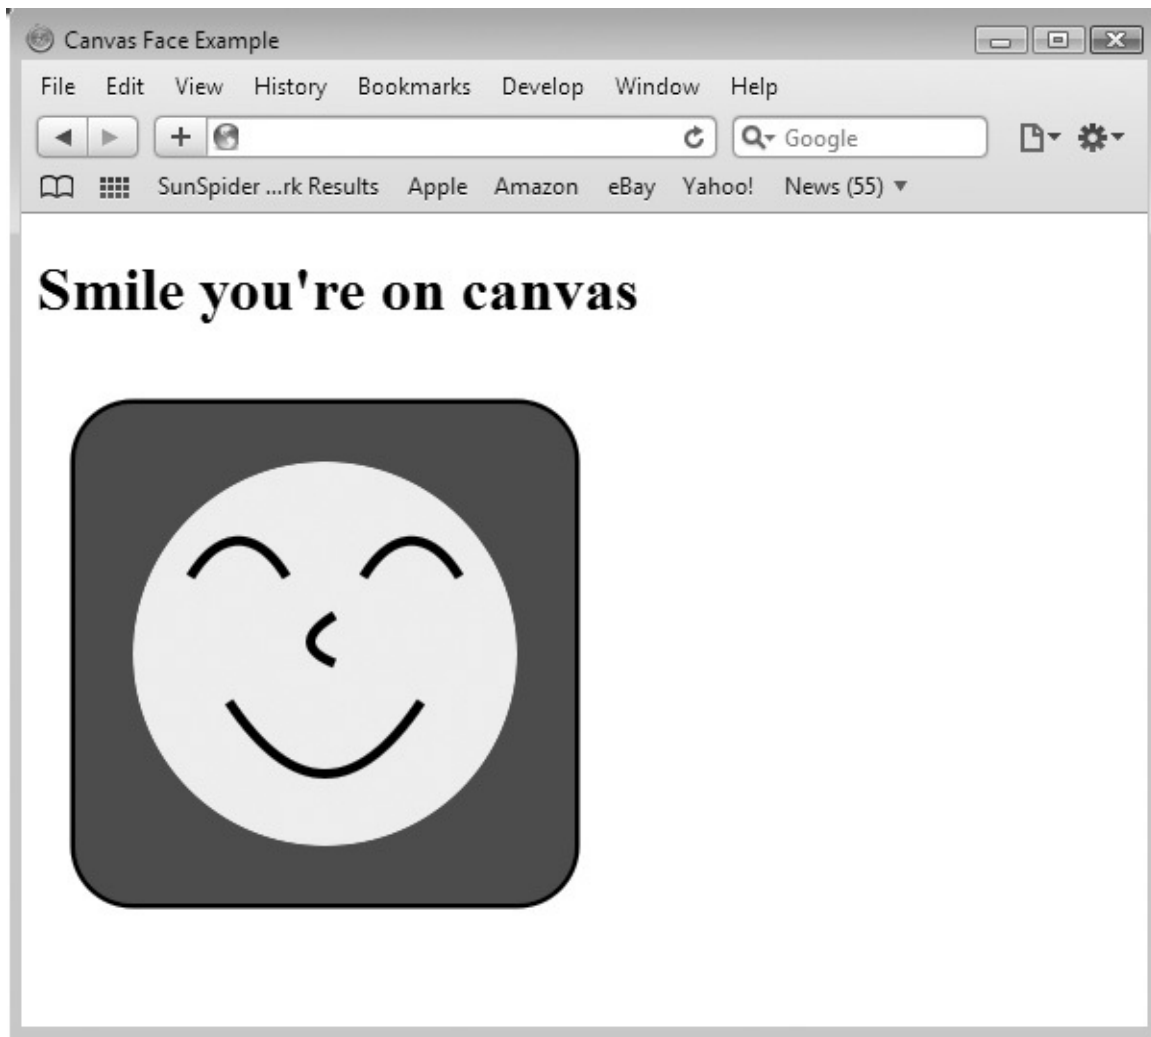 Canvas Face Example
File Edit View History Bookmarks Develop Window Help
Google
SunSpider ...rk Results Apple Amazon eBay Yahoo! News (55)
Smile you're on canvas